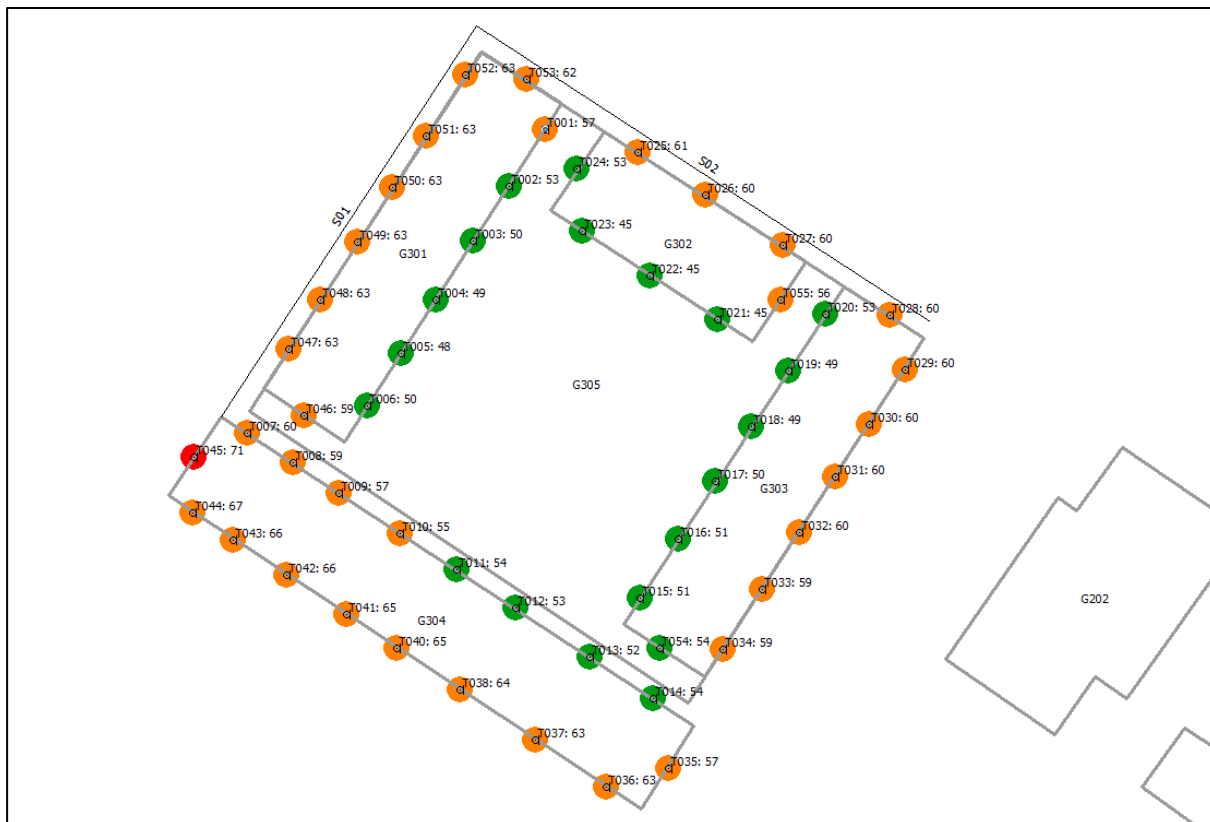 T052: 63
T053: 62
T001: 57
T051: 63
T025: 61
S02
T024: 53
T002: 53
T050: 63
T026: 60
S01
T023: 45
T003: 50
T049: 63
G301
G302
T027: 60
T022: 45
T004: 49
T048: 63
T055: 56
T020: 53
T028: 60
T021: 45
T047: 63
T005: 48
T019: 49
T029: 60
G305
T006: 50
T046: 59
T007: 60
T018: 49
T030: 60
T045: 71
T008: 59
T031: 60
T017: 50
G303
T009: 57
T044: 67
T043: 66
T010: 55
T016: 51
T032: 60
T011: 54
T042: 66
T033: 59
T015: 51
G202
T012: 53
T041: 65
G304
T040: 65
T054: 54
T034: 59
T013: 52
T038: 64
T014: 54
T037: 63
T035: 57
T036: 63